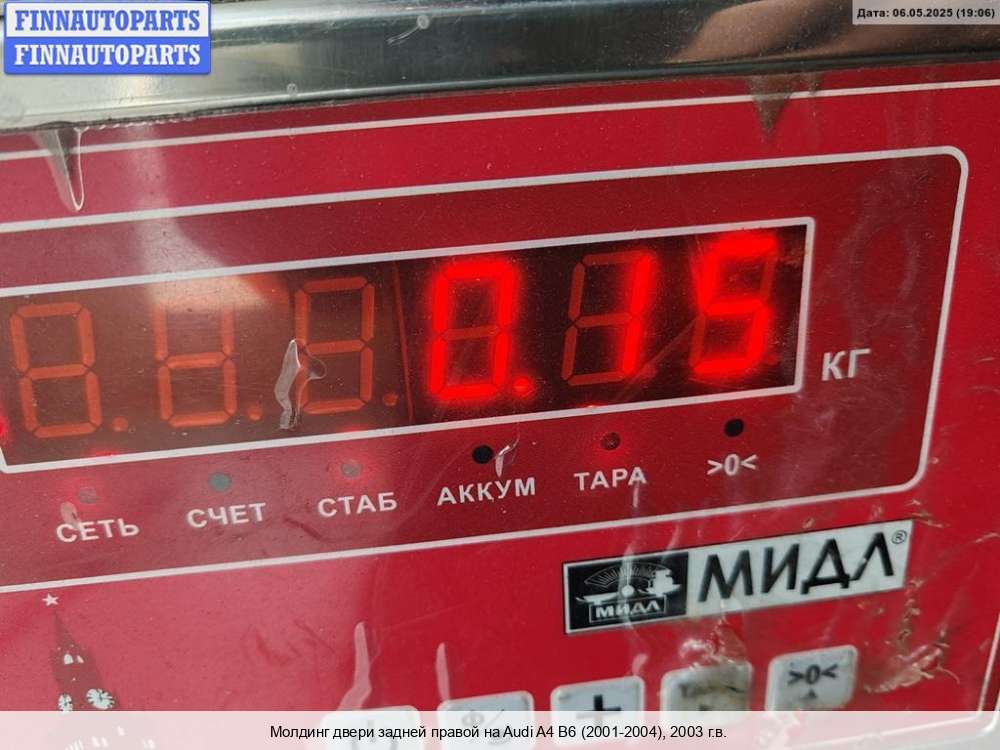 FINNAUTOPARTS
FINNAUTOPARTS
Дата: 06.05.2025 (19:06)
0.15
КГ
СЕТЬ СЧЕТ СТАБ АККУМ ТАРА >0<
МИДЛ МИДЛ®
+ >0<
Молдинг двери задней правой на Audi A4 B6 (2001-2004), 2003 г.в.